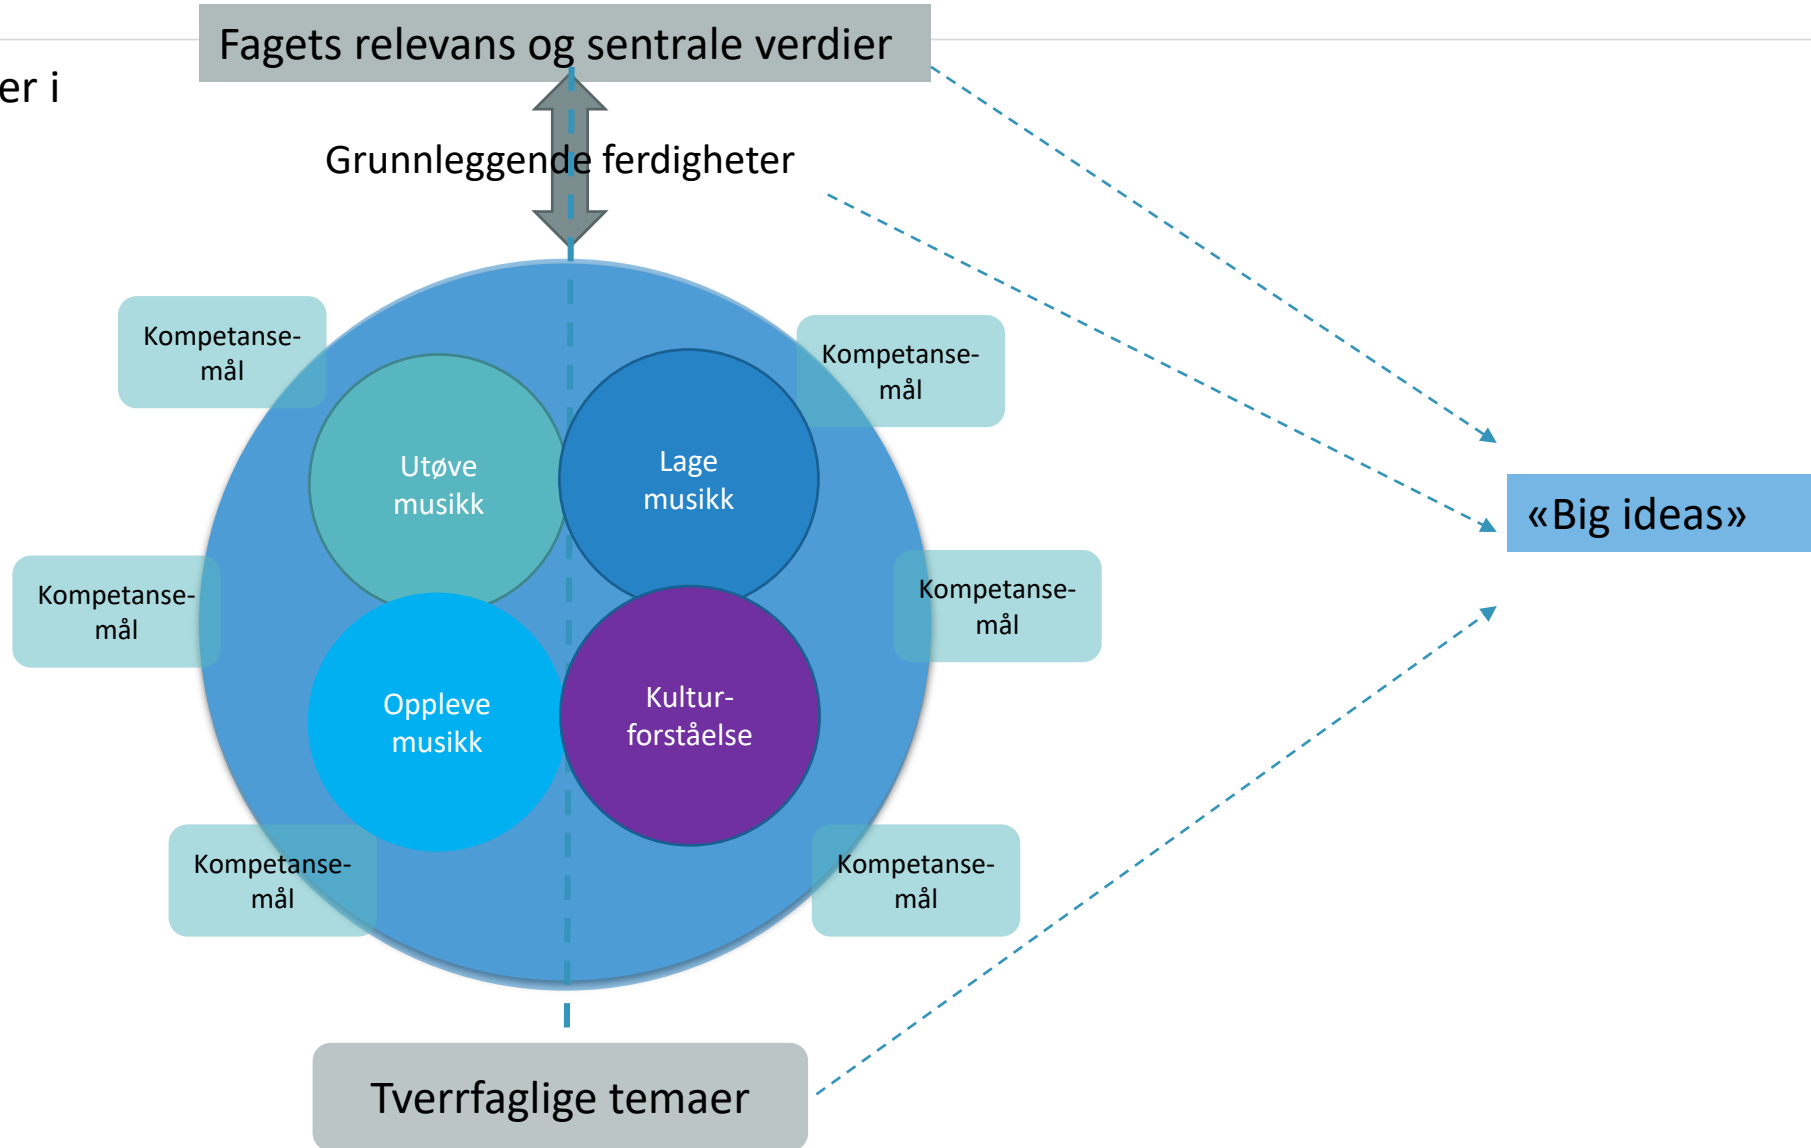 Fagets relevans og sentrale verdier
er i
Grunnleggende ferdigheter
Kompetanse-
mål
Kompetanse-
mål
Utøve
musikk
Lage
musikk
«Big ideas»
Kompetanse-
mål
Kompetanse-
mål
Oppleve
musikk
Kultur-
forståelse
Kompetanse-
mål
Kompetanse-
mål
Tverrfaglige temaer